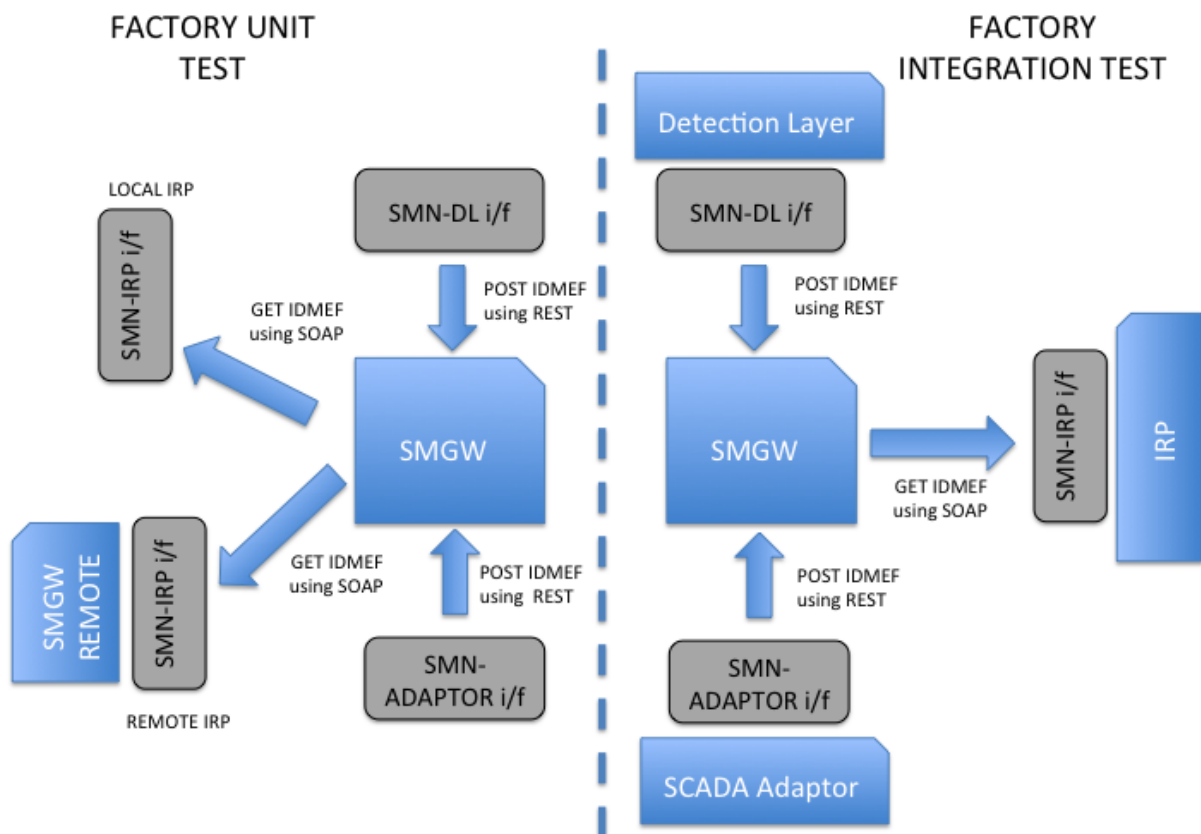 FACTORY UNIT
TEST
LOCAL IRP
SMN-IRP i/f
SMN-DL i/f
GET IDMEF
using SOAP
POST IDMEF
using REST
SMGW
SMGW
REMOTE
SMN-IRP i/f
GET IDMEF
using SOAP
POST IDMEF
using  REST
REMOTE IRP
SMN-
ADAPTOR i/f
FACTORY
INTEGRATION TEST
Detection Layer
SMN-DL i/f
POST IDMEF
using REST
SMGW
GET IDMEF
using SOAP
SMN-IRP i/f
IRP
POST IDMEF
using REST
SMN-
ADAPTOR i/f
SCADA Adaptor